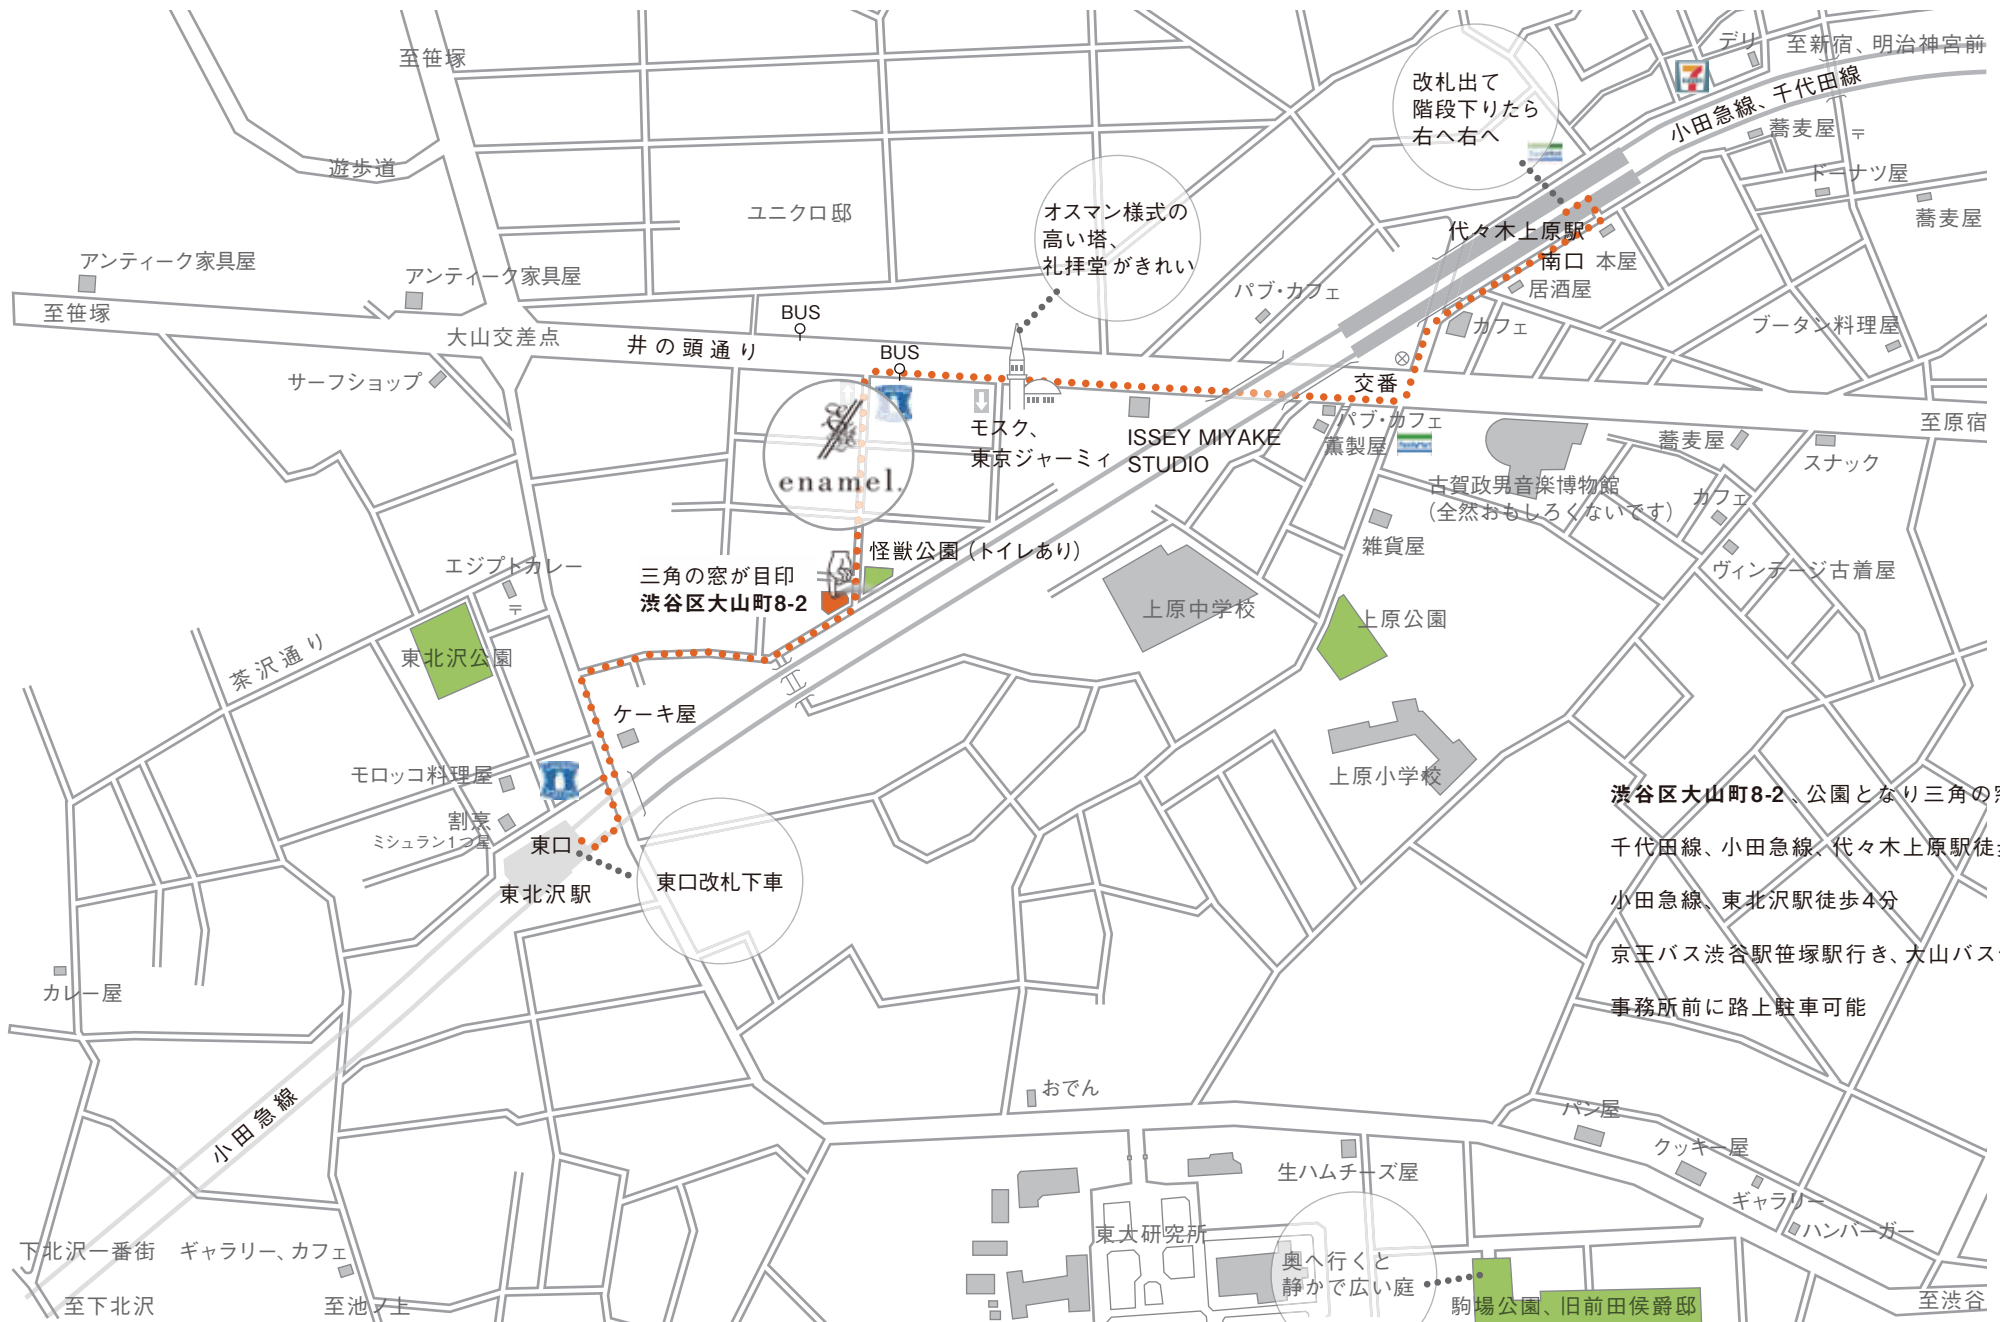 至笹塚
デリ
至新宿、明治神宮前
改札出て
階段下りたら
右へ右へ
小田急線、千代田線
蕎麦屋
〒
遊歩道
ドーナツ屋
ユニクロ邸
オスマン様式の
高い塔、
礼拝堂がきれい
蕎麦屋
代々木上原駅
南口
本屋
アンティーク家具屋
アンティーク家具屋
居酒屋
パブ・カフェ
至笹塚
BUS
カフェ
ブータン料理屋
大山交差点
井の頭通り
BUS
サーフショップ
交番
パブ・カフェ
至原宿
モスク、
東京ジャーミィ
ISSEY MIYAKE
STUDIO
薫製屋
FamilyMart
蕎麦屋
スナック
enamel.
古賀政男音楽博物館
(全然おもしろくないです)
カフェ
雑貨屋
怪獣公園(トイレあり)
エジプトカレー
〒
三角の窓が目印
渋谷区大山町8-2
ヴィンテージ古着屋
上原中学校
上原公園
茶沢通り
東北沢公園
ケーキ屋
モロッコ料理屋
上原小学校
割烹
ミシュラン1つ星
東口
東北沢駅
東口改札下車
渋谷区大山町8-2、公園となり三角の
千代田線、小田急線、代々木上原駅徒
小田急線、東北沢駅徒歩4分
京王バス渋谷駅笹塚駅行き、大山バス
事務所前に路上駐車可能
カレー屋
小田急線
おでん
パン屋
クッキー屋
生ハムチーズ屋
ギャラリー
ハンバーガー
東大研究所
下北沢一番街
ギャラリー、カフェ
奥へ行くと
静かで広い庭
至下北沢
至池ノ上
駒場公園、旧前田侯爵邸
至渋谷